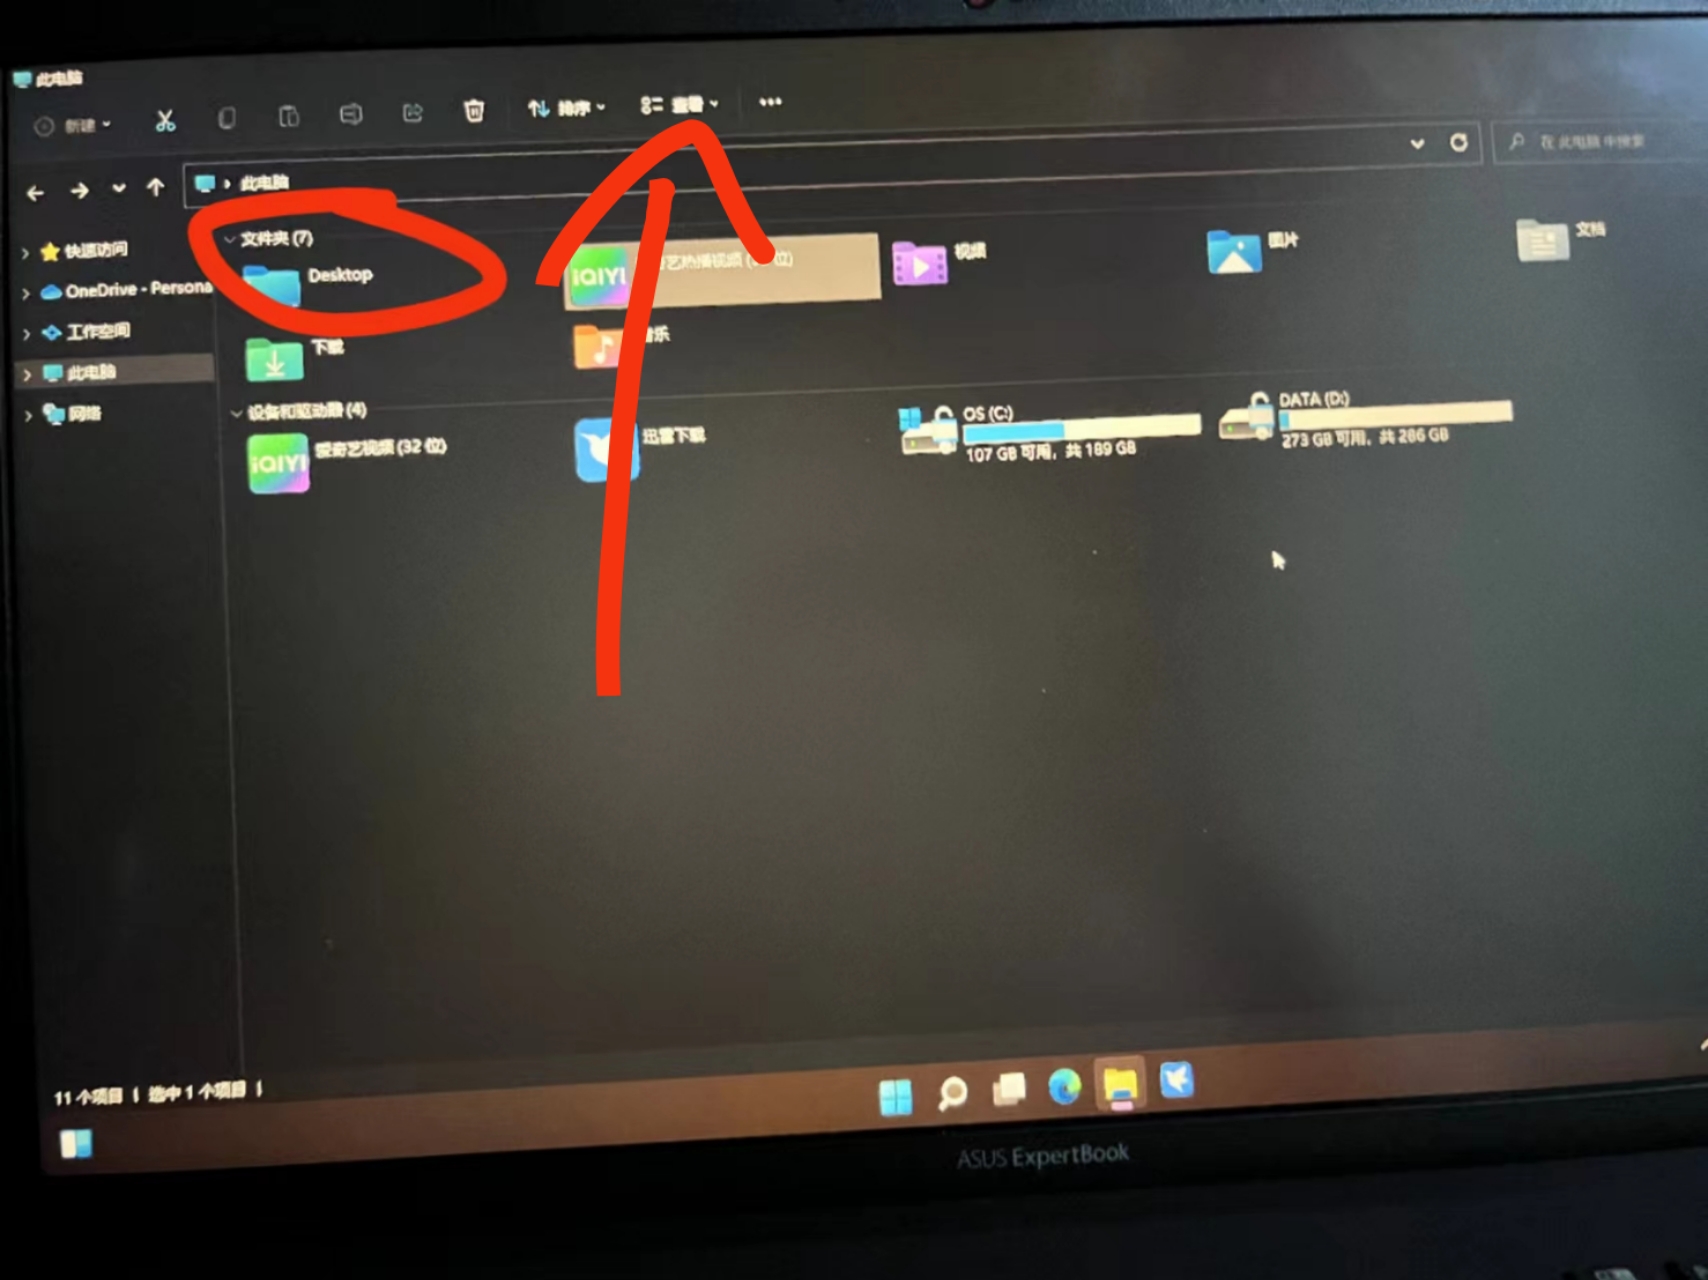 此电脑
新建
排序
查看
此电脑
在 此电脑 中搜索
快速访问
OneDrive - Persona
工作空间
此电脑
网络
文件夹 (7)
Desktop
iQIYI
艺热播视频
视频
图片
文档
下载
音乐
设备和驱动器 (4)
iQIYI
爱奇艺视频 (32 位)
迅雷下载
OS (C:)
107 GB 可用, 共 189 GB
DATA (D:)
273 GB 可用, 共 286 GB
11 个项目
选中 1 个项目
ASUS ExpertBook